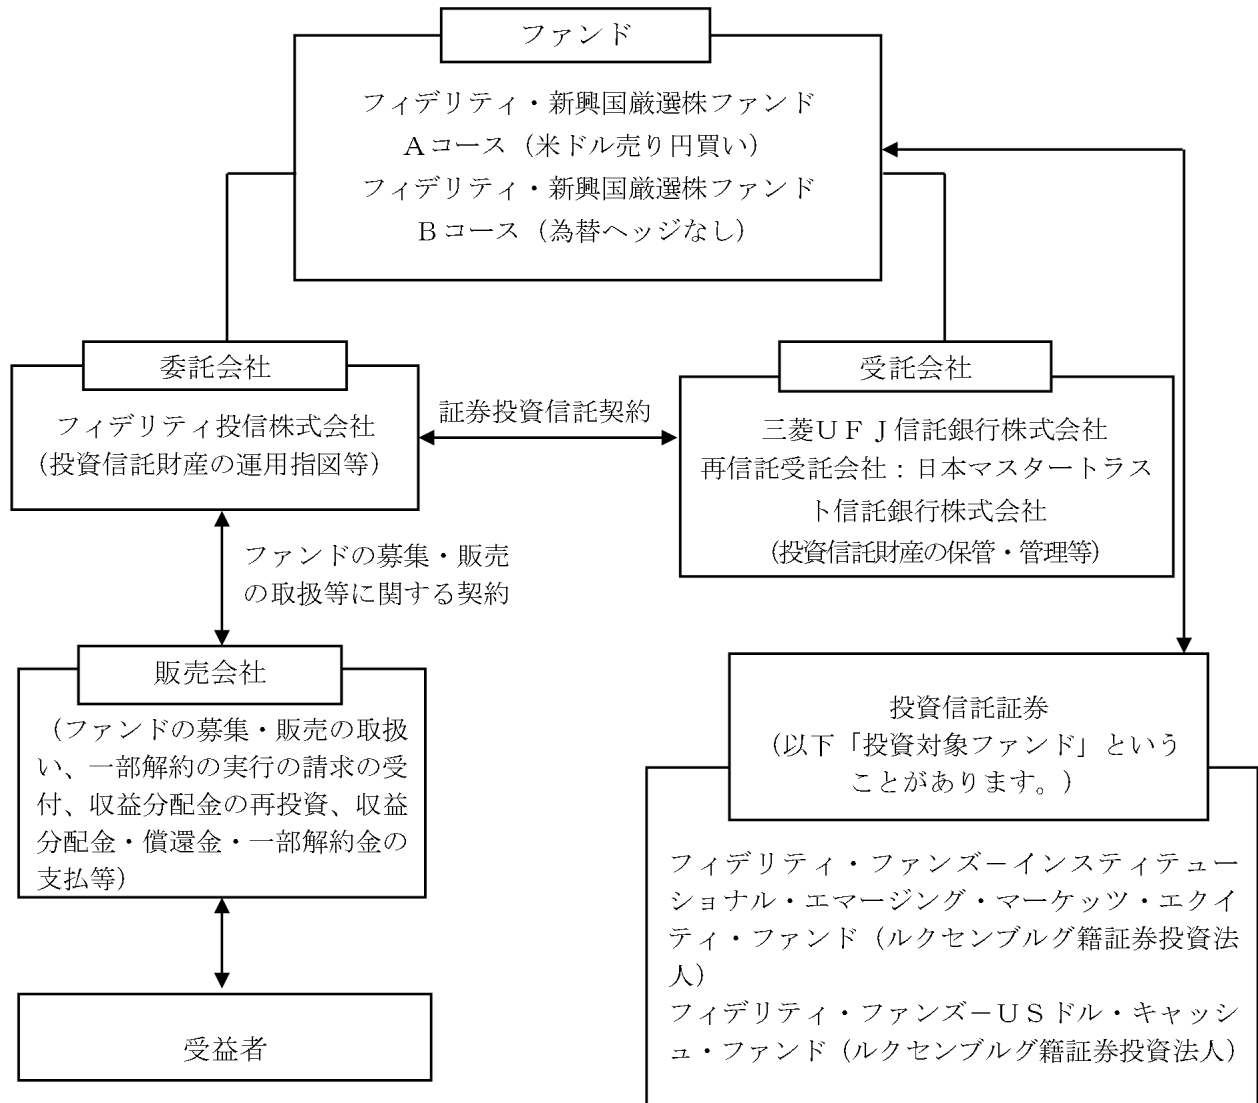 ファンド
フィデリティ・新興国厳選株ファンド
Ａコース（米ドル売り円買い）
フィデリティ・新興国厳選株ファンド
Ｂコース（為替ヘッジなし）
委託会社
フィデリティ投信株式会社
（投資信託財産の運用指図等）
証券投資信託契約
受託会社
三菱ＵＦＪ信託銀行株式会社
再信託受託会社：日本マスタートラス
ト信託銀行株式会社
（投資信託財産の保管・管理等）
ファンドの募集・販売
の取扱等に関する契約
販売会社
（ファンドの募集・販売の取扱
い、一部解約の実行の請求の受
付、収益分配金の再投資、収益
分配金・償還金・一部解約金の
支払等）
受益者
投資信託証券
（以下「投資対象ファンド」という
ことがあります。）
フィデリティ・ファンズ－インスティテュー
ショナル・エマージング・マーケッツ・エクイ
ティ・ファンド（ルクセンブルグ籍証券投資法
人）
フィデリティ・ファンズ－ＵＳドル・キャッシ
ュ・ファンド（ルクセンブルグ籍証券投資法人）